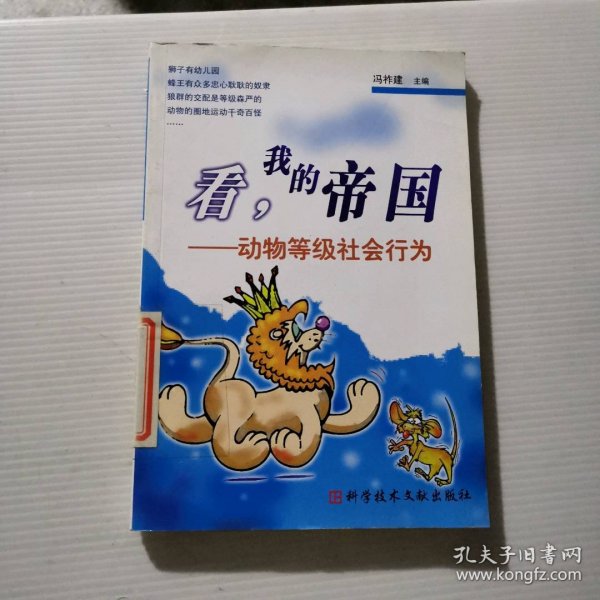 狮子有幼儿园
蜂王有众多忠心耿耿的奴隶
狼群的交配是等级森严的
动物的圈地运动千奇百怪
……
冯祚建 主编
看，我的帝国
——动物等级社会行为
科学技术文献出版社
孔夫子旧书网
www.kongfz.com